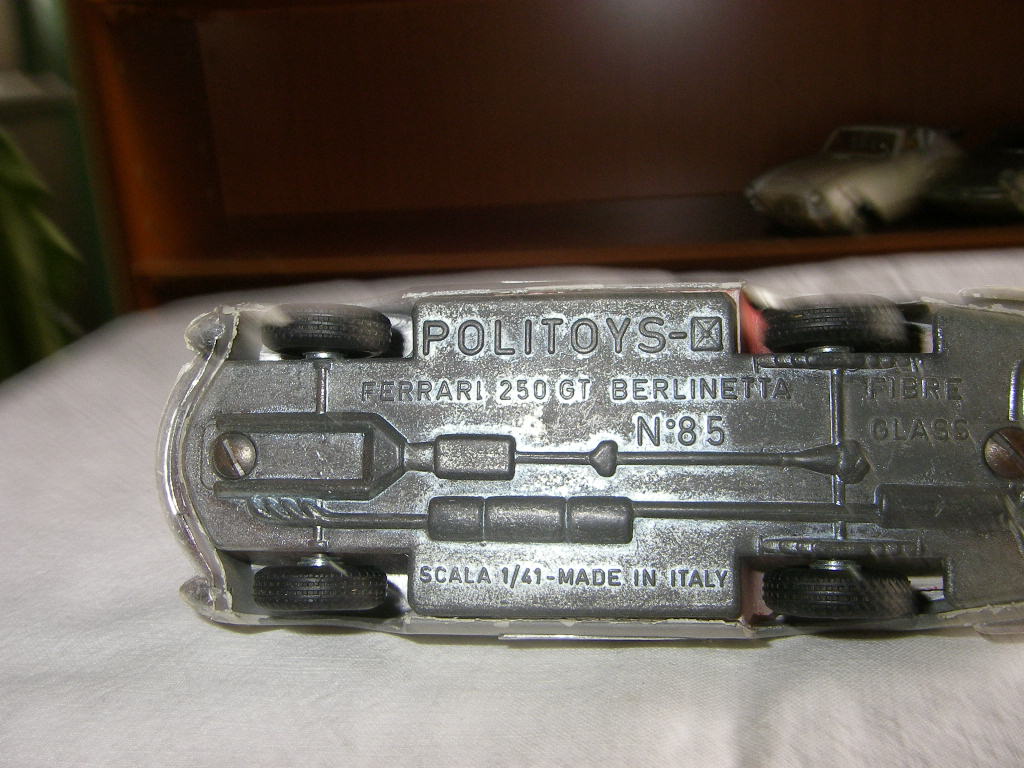 POLITOYS-
FERRARI 250 GT BERLINETTA
N°85
FIBRE
GLASS
SCALA 1/41-MADE IN ITALY